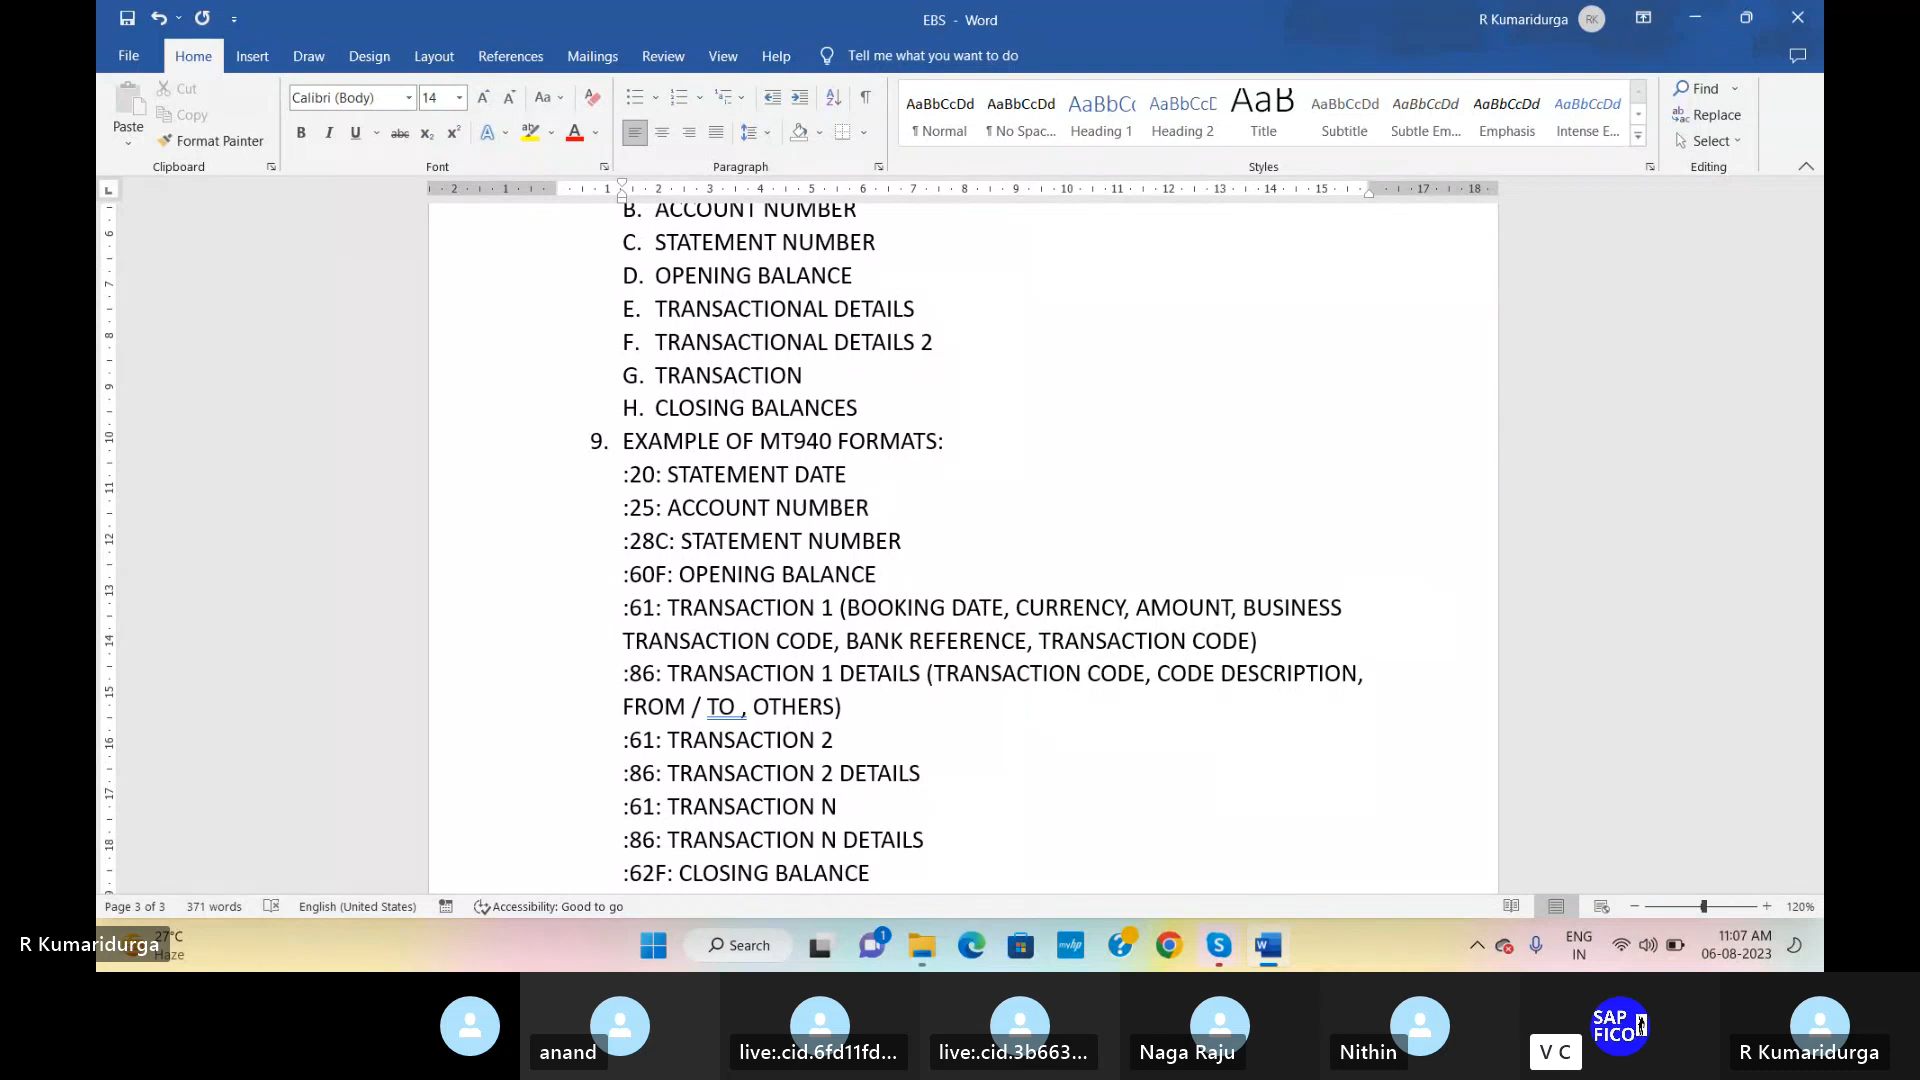 EBS - Word
R Kumaridurga
RK
File
Home
Insert
Draw
Design
Layout
References
Mailings
Review
View
Help
Tell me what you want to do
Paste
Cut
Copy
Format Painter
Clipboard
Calibri (Body)
14
Font
Paragraph
AaBbCcDd
¶ Normal
AaBbCcDd
¶ No Spac...
AaBbCc
Heading 1
AaBbCcD
Heading 2
AaB
Title
AaBbCcDd
Subtitle
AaBbCcDd
Subtle Em...
AaBbCcDd
Emphasis
AaBbCcDd
Intense E...
Styles
Find
Replace
Select
Editing
B. ACCOUNT NUMBER
C. STATEMENT NUMBER
D. OPENING BALANCE
E. TRANSACTIONAL DETAILS
F. TRANSACTIONAL DETAILS 2
G. TRANSACTION
H. CLOSING BALANCES
9. EXAMPLE OF MT940 FORMATS:
:20: STATEMENT DATE
:25: ACCOUNT NUMBER
:28C: STATEMENT NUMBER
:60F: OPENING BALANCE
:61: TRANSACTION 1 (BOOKING DATE, CURRENCY, AMOUNT, BUSINESS
TRANSACTION CODE, BANK REFERENCE, TRANSACTION CODE)
:86: TRANSACTION 1 DETAILS (TRANSACTION CODE, CODE DESCRIPTION,
FROM / TO , OTHERS)
:61: TRANSACTION 2
:86: TRANSACTION 2 DETAILS
:61: TRANSACTION N
:86: TRANSACTION N DETAILS
:62F: CLOSING BALANCE
Page 3 of 3
371 words
English (United States)
Accessibility: Good to go
120%
R Kumaridurga
27°C
Haze
Search
ENG
IN
11:07 AM
06-08-2023
anand
live:.cid.6fd11fd...
live:.cid.3b663...
Naga Raju
Nithin
SAP
FICO
V C
R Kumaridurga